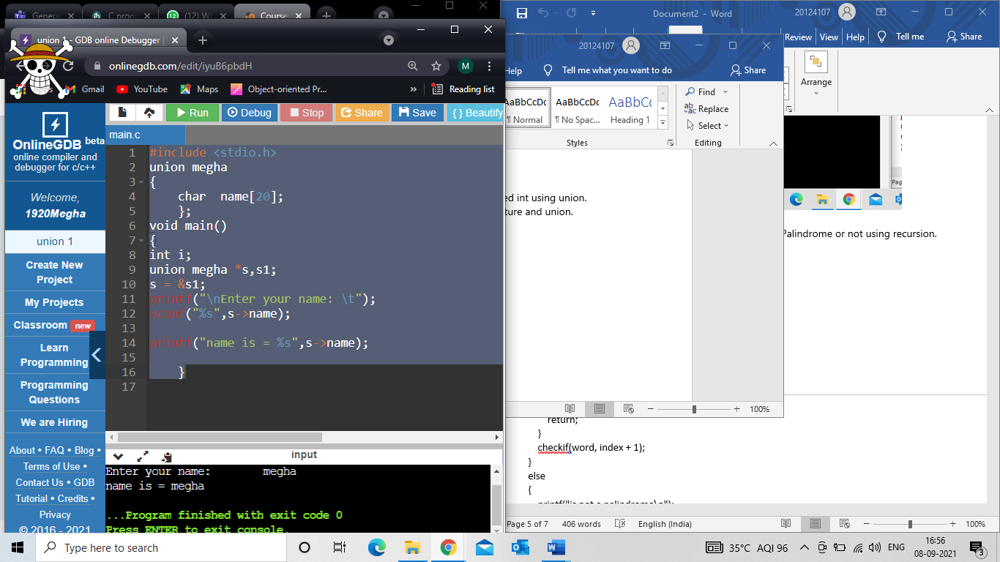 Genera
C prog
(12) W
Course
union 1 - GDB online Debugger |
onlinegdb.com/edit/iyuB6pbdH
M
Gmail
YouTube
Maps
Object-oriented Pr...
»
Reading list
Run
Debug
Stop
Share
Save
{ } Beautify
OnlineGDB beta
online compiler and
debugger for c/c++
Welcome,
1920Megha
union 1
Create New
Project
My Projects
Classroom new
Learn
Programming
Programming
Questions
We are Hiring
About • FAQ • Blog •
Terms of Use •
Contact Us • GDB
Tutorial • Credits •
Privacy
© 2016 - 2021
main.c
1 #include <stdio.h>
2 union megha
3 {
4 char  name[20];
5 };
6 void main()
7 {
8 int i;
9 union megha *s,s1;
10 s = &s1;
11 printf("\nEnter your name: \t");
12 scanf("%s",s->name);
13
14 printf("name is = %s",s->name);
15
16 }
17
input
Enter your name:        megha
name is = megha
...Program finished with exit code 0
Press ENTER to exit console.
Document2 - Word
20124107
Review View Help
Tell me
Share
Arrange
20124107
Help
Tell me what you want to do
Share
AaBbCcDc AaBbCcDc AaBbCc
¶ Normal ¶ No Spac... Heading 1
Styles
Find
Replace
Select
Editing
ed int using union.
ture and union.
100%
Pag
Palindrome or not using recursion.
return;
}
checkif(word, index + 1);
}
else
{
printf("is not a palindrome\n");
Page 5 of 7
406 words
English (India)
100%
Type here to search
35°C AQI 96
ENG
16:56
08-09-2021
3